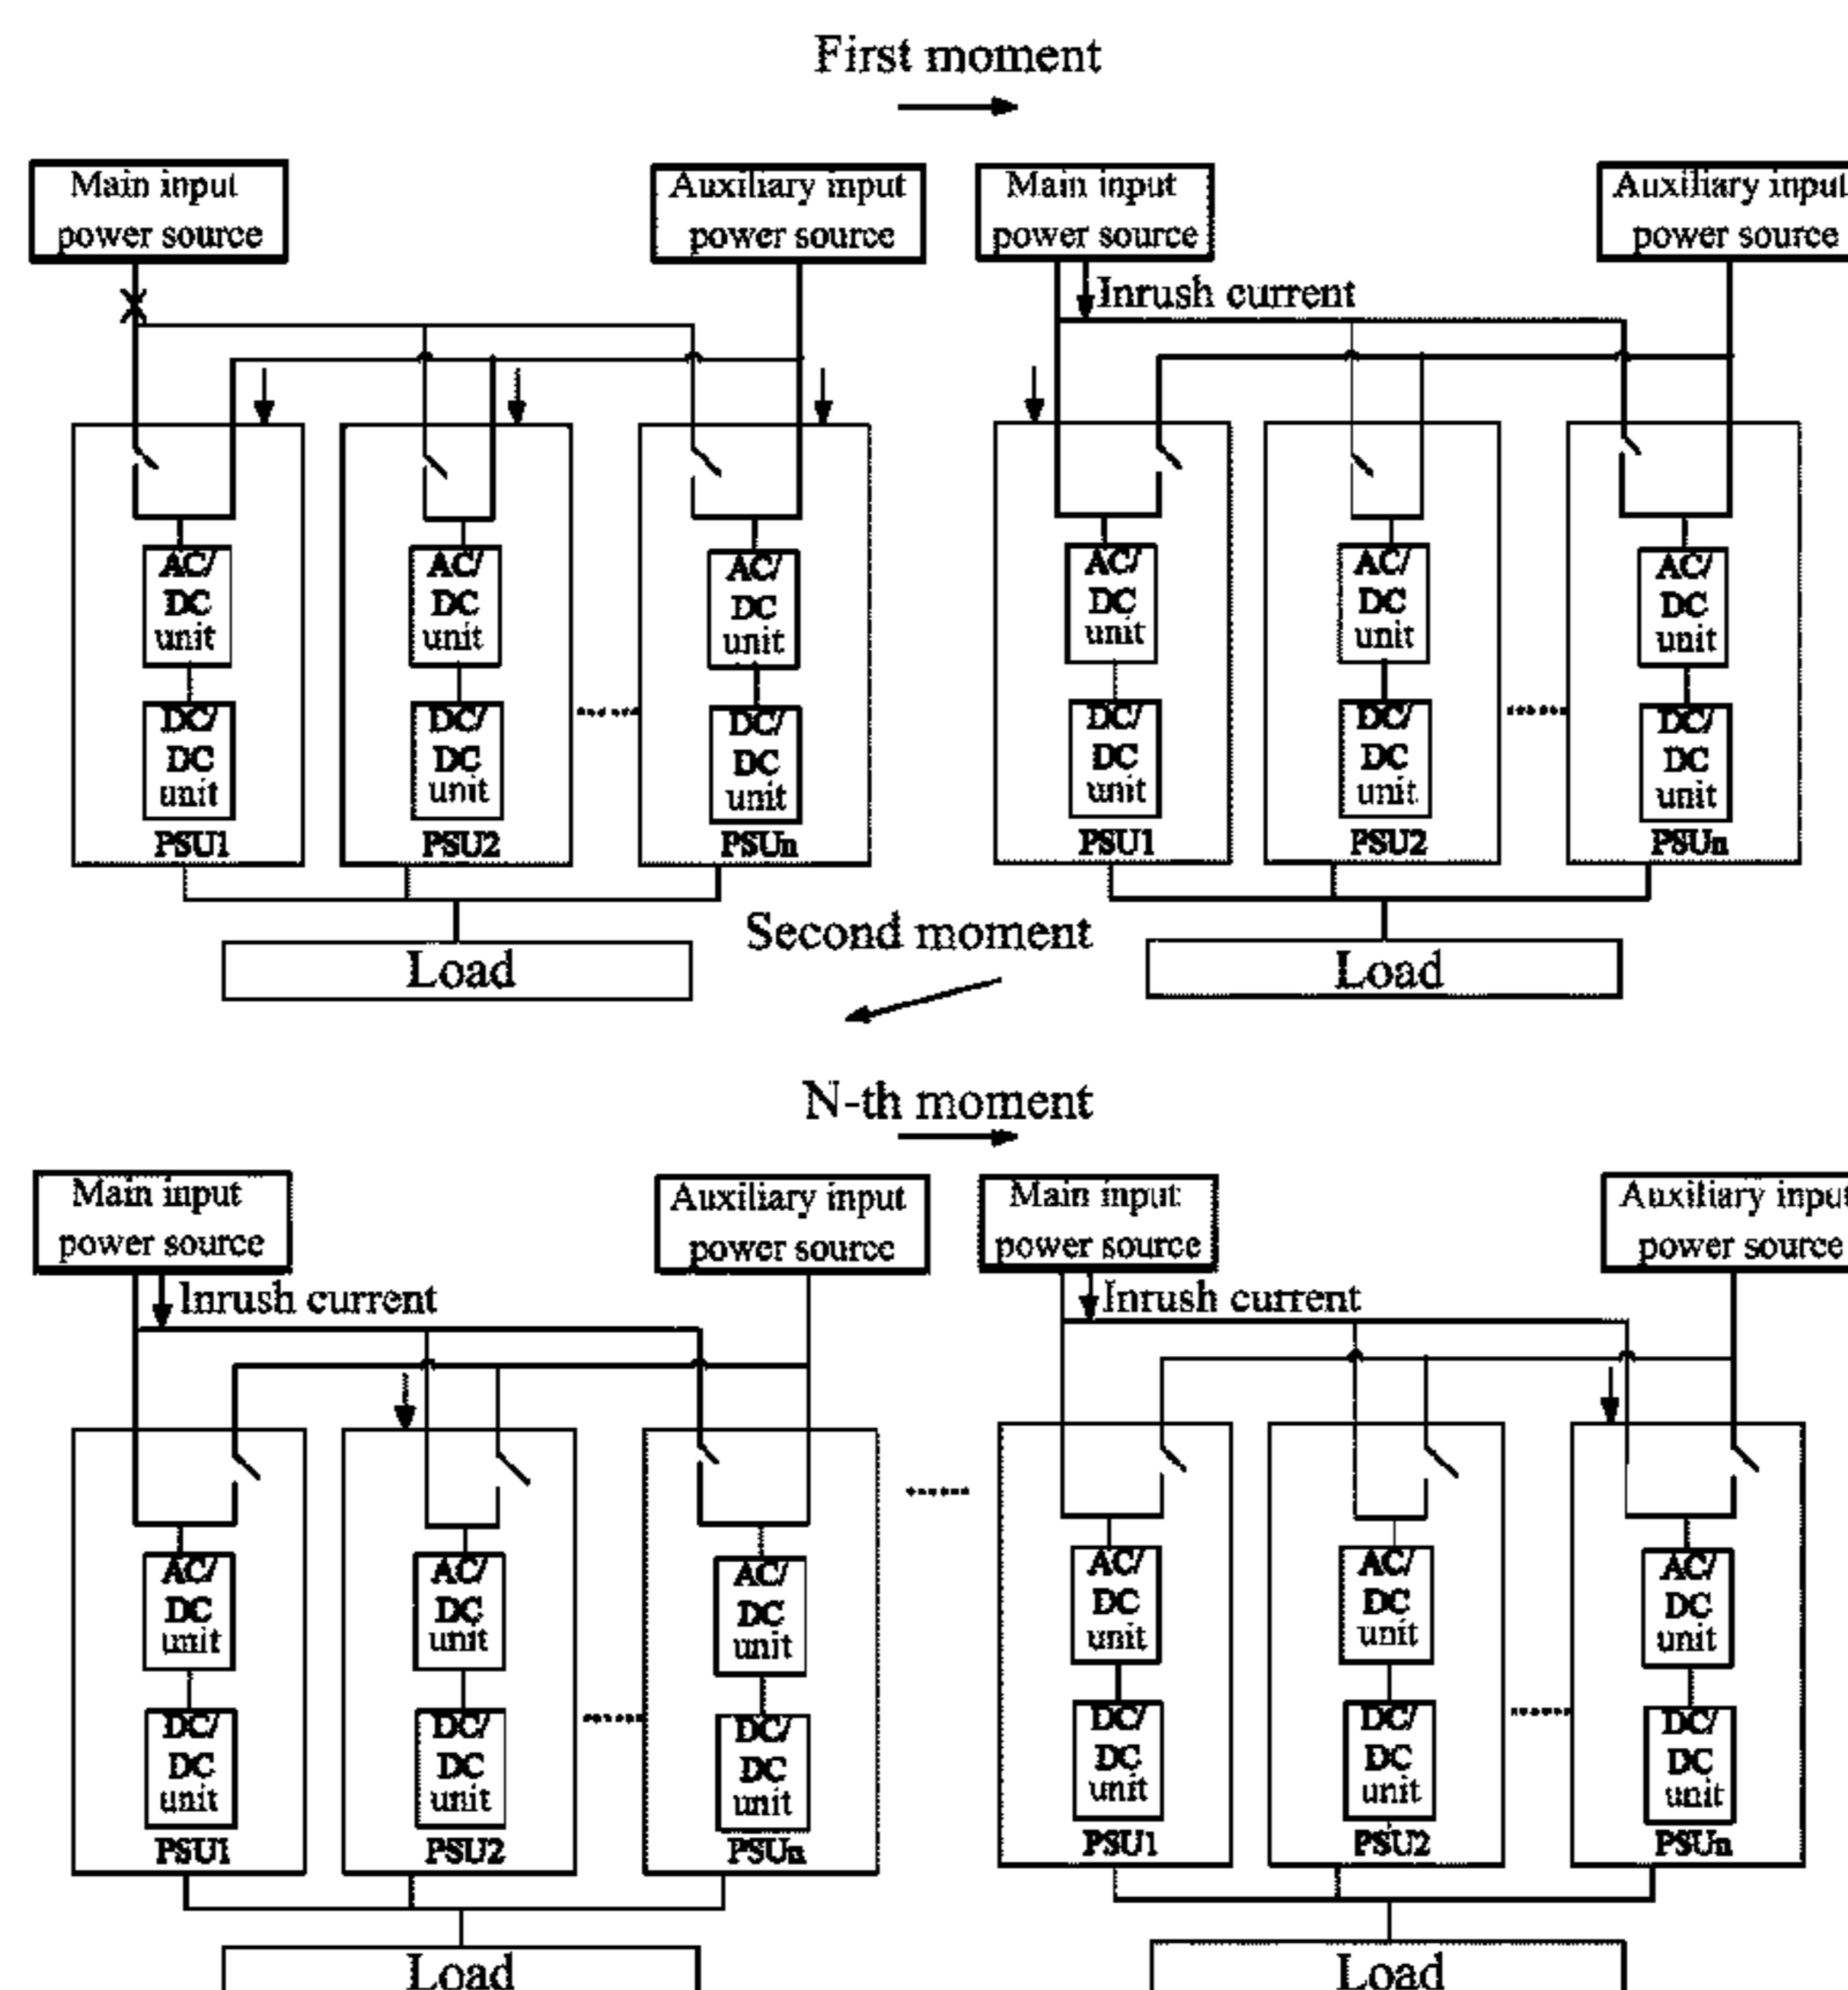 First moment
Main input
power source
Auxiliary input
power source
Main input
power source
Auxiliary input
power source
Inrush current
AC/
DC
unit
DC/
DC
unit
PSU1
AC/
DC
unit
DC/
DC
unit
PSU2
......
AC/
DC
unit
DC/
DC
unit
PSUn
AC/
DC
unit
DC/
DC
unit
PSU1
AC/
DC
unit
DC/
DC
unit
PSU2
......
AC/
DC
unit
DC/
DC
unit
PSUn
Load
Second moment
Load
N-th moment
Main input
power source
Auxiliary input
power source
Main input
power source
Auxiliary input
power source
Inrush current
Inrush current
AC/
DC
unit
DC/
DC
unit
PSU1
AC/
DC
unit
DC/
DC
unit
PSU2
......
AC/
DC
unit
DC/
DC
unit
PSUn
......
AC/
DC
unit
DC/
DC
unit
PSU1
AC/
DC
unit
DC/
DC
unit
PSU2
......
AC/
DC
unit
DC/
DC
unit
PSUn
Load
Load